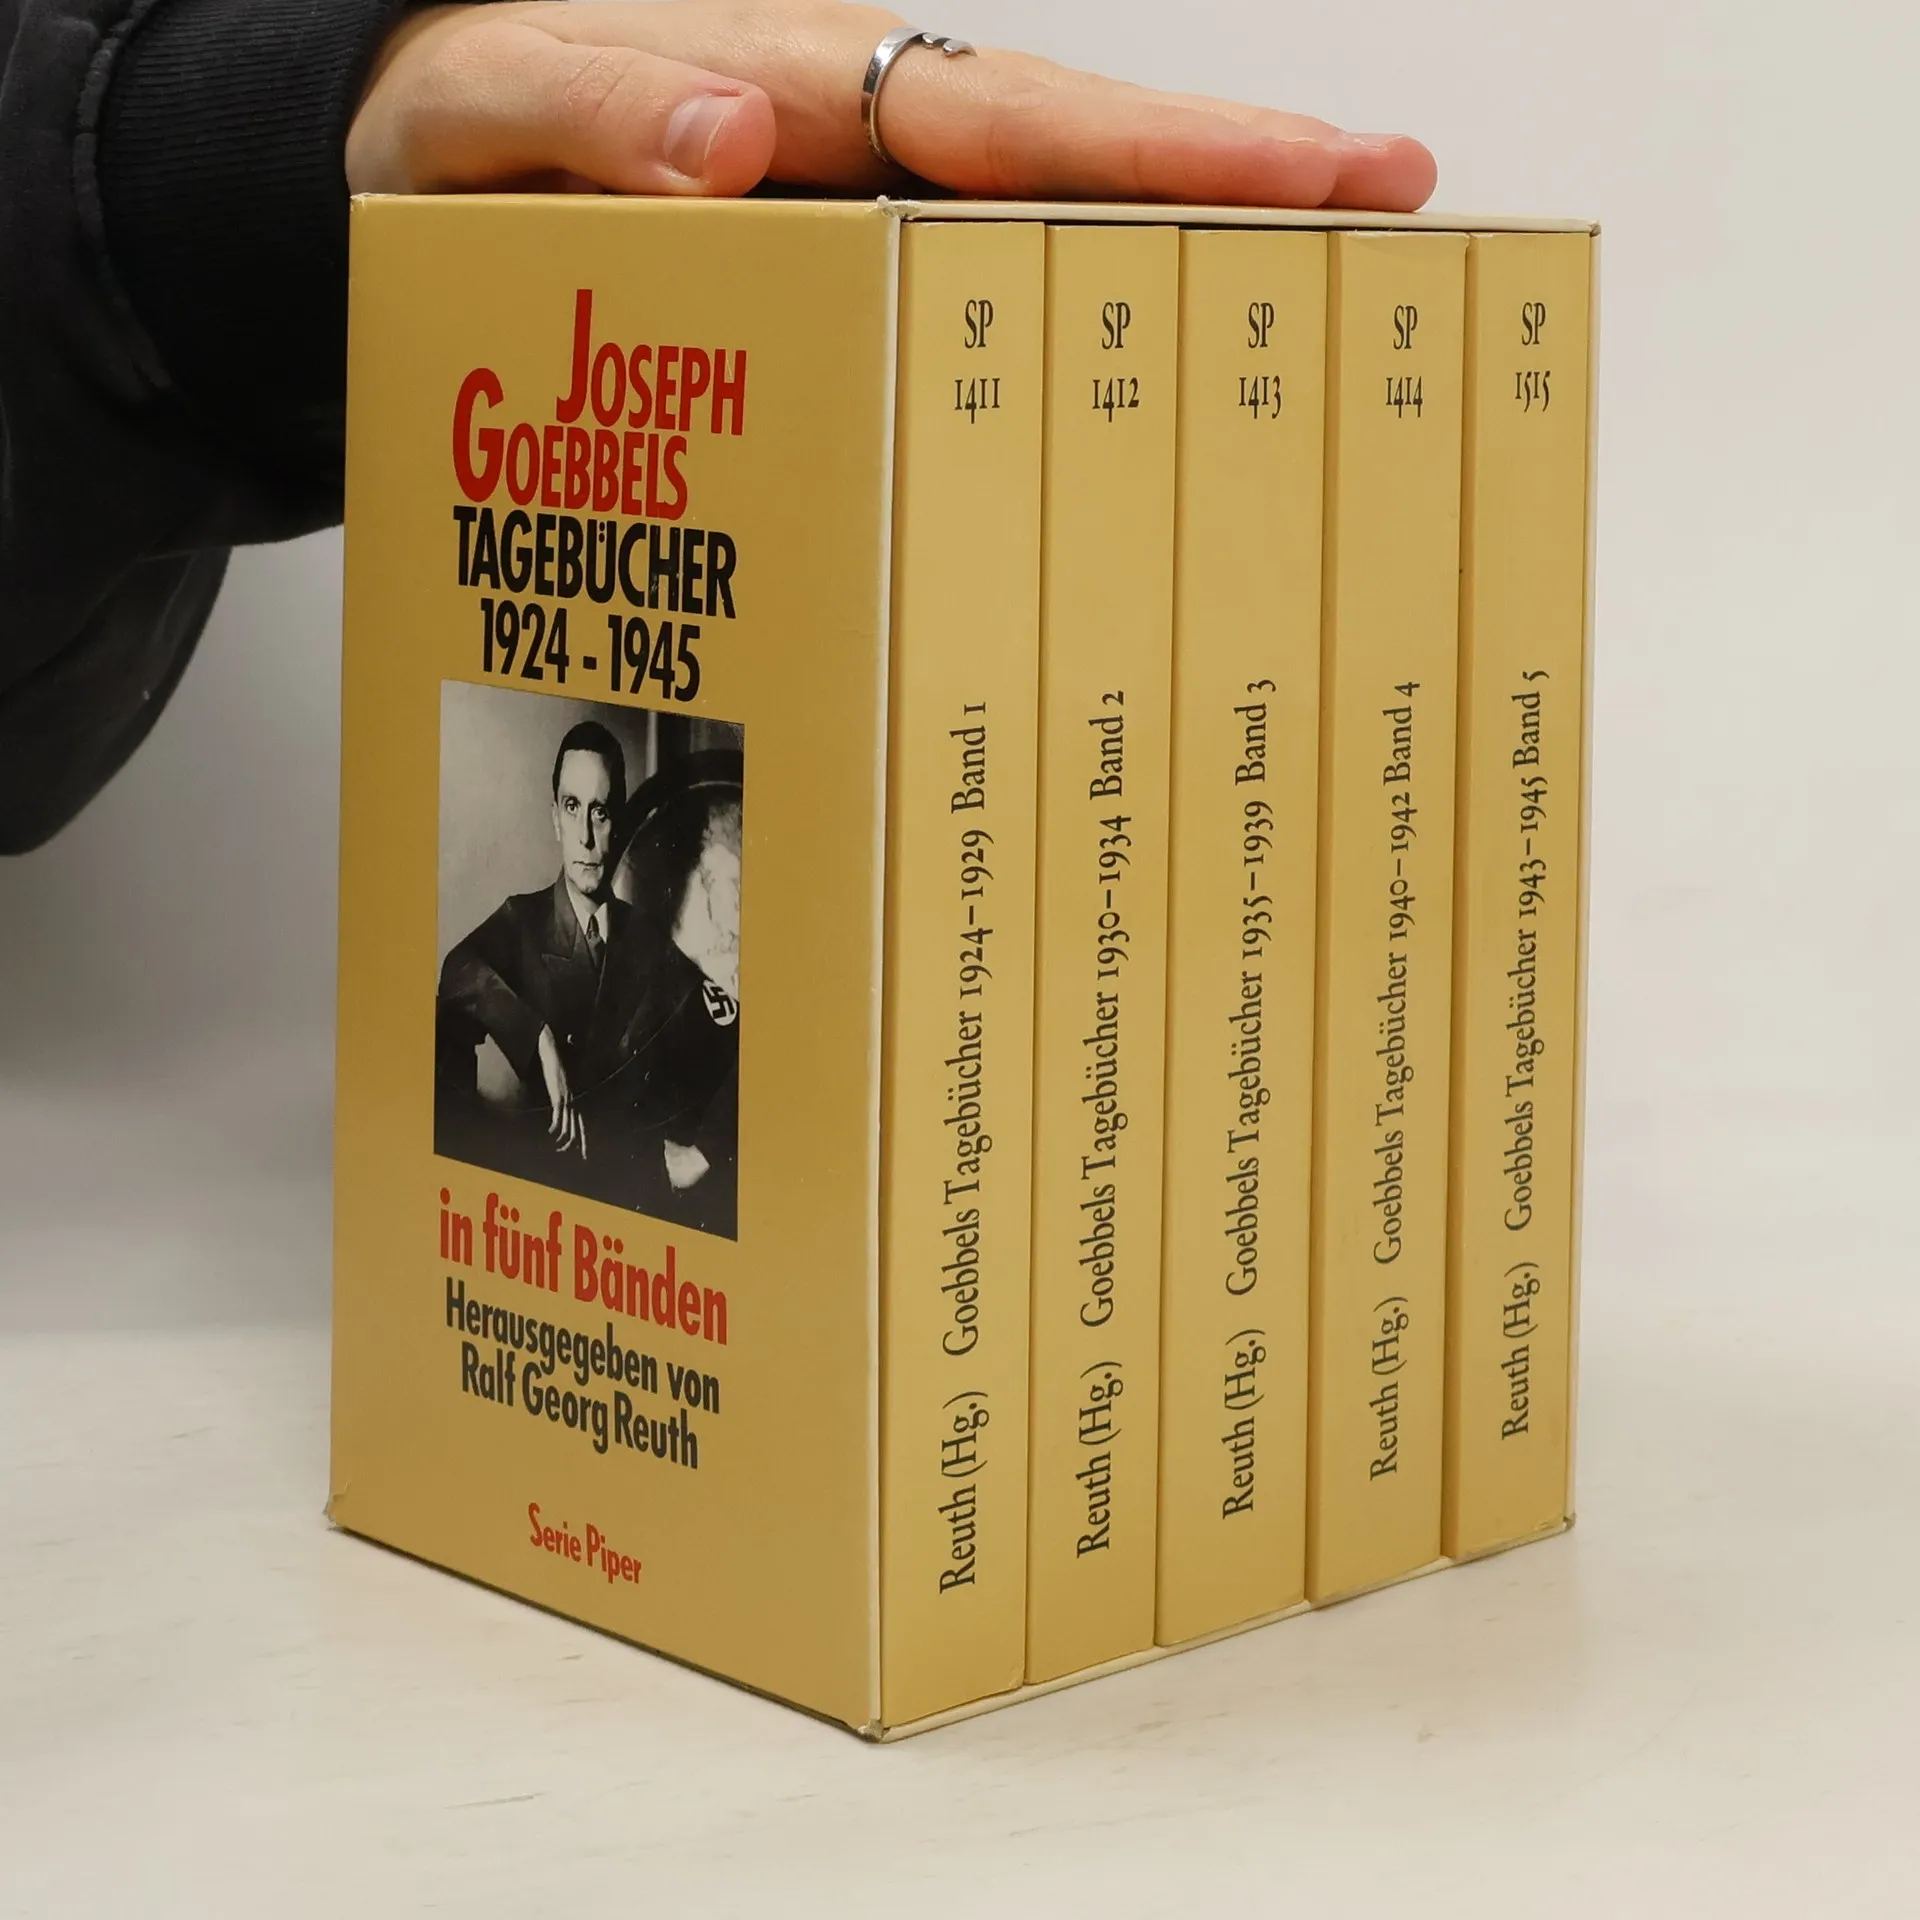 JOSEPH
GOEBBELS
TAGEBÜCHER
1924 - 1945
in fünf Bänden
Herausgegeben von
Ralf Georg Reuth
Serie Piper
SP
1411
Reuth (Hg.) Goebbels Tagebücher 1924–1929 Band 1
SP
1412
Reuth (Hg.) Goebbels Tagebücher 1930–1934 Band 2
SP
1413
Reuth (Hg.) Goebbels Tagebücher 1935–1939 Band 3
SP
1414
Reuth (Hg.) Goebbels Tagebücher 1940–1942 Band 4
SP
1515
Reuth (Hg.) Goebbels Tagebücher 1943–1945 Band 5